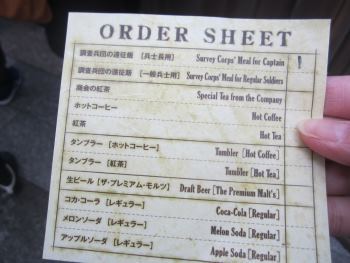 ORDER SHEET
調査兵団の遠征飯 [兵士長用] Survey Corps' Meal for Captain
調査兵団の遠征飯 [一般兵士用] Survey Corps' Meal for Regular Soldiers
商会の紅茶 Special Tea from the Company
ホットコーヒー Hot Coffee
紅茶 Hot Tea
タンブラー [ホットコーヒー] Tumbler [Hot Coffee]
タンブラー [紅茶] Tumbler [Hot Tea]
生ビール [ザ・プレミアム・モルツ] Draft Beer [The Premium Malt's]
コカ・コーラ [レギュラー] Coca-Cola [Regular]
メロンソーダ [レギュラー] Melon Soda [Regular]
アップルソーダ [レギュラー] Apple Soda [Regular]